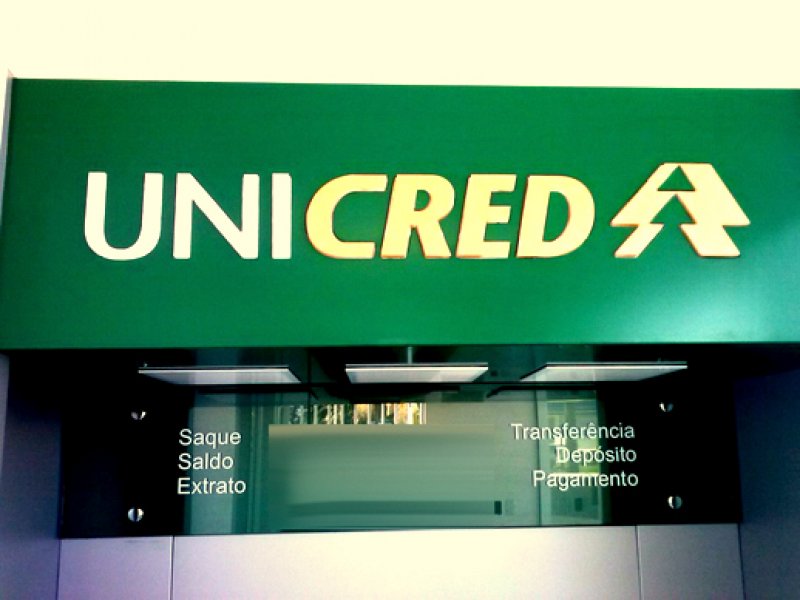 UNICRED
Saque
Saldo
Extrato
Transferência
Depósito
Pagamento